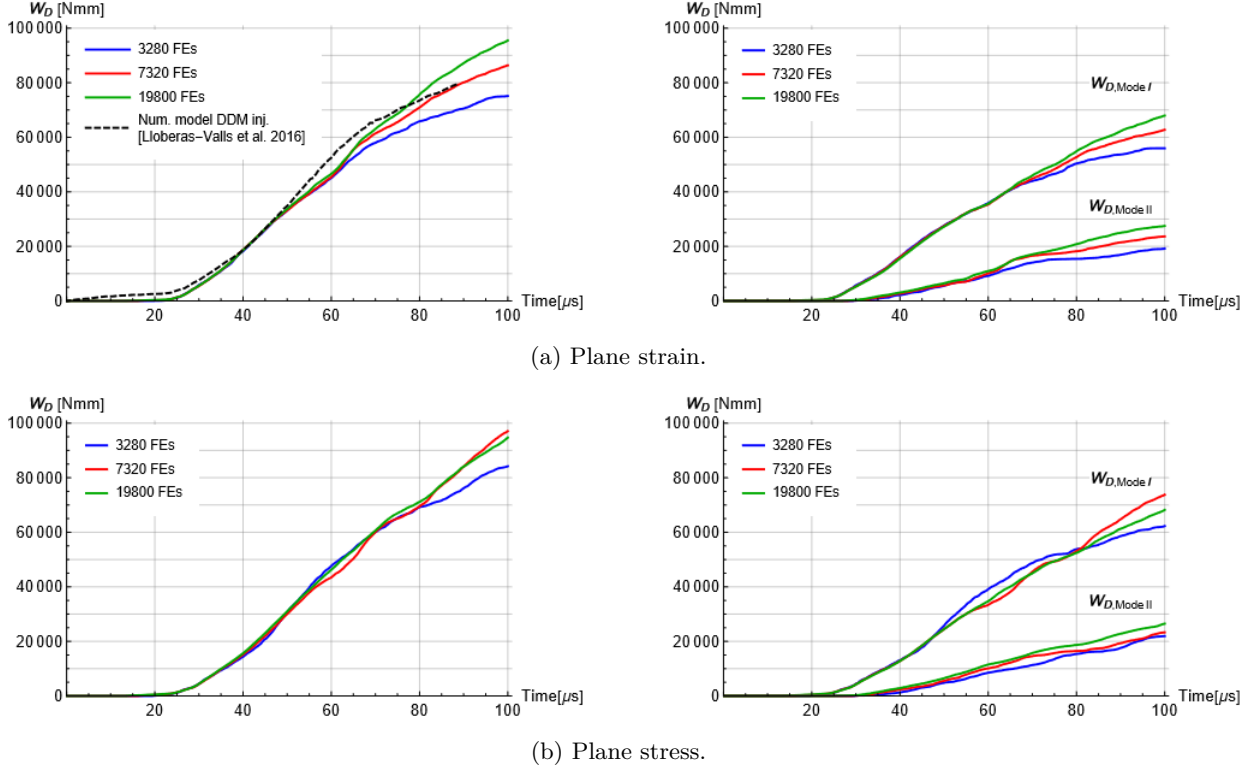 W_D [Nmm]
100 000
80 000
60 000
40 000
20 000
0
20
40
60
80
100
Time[μs]
3280 FEs
7320 FEs
19800 FEs
Num. model DDM inj.
[Lloberas-Valls et al. 2016]
W_D [Nmm]
100 000
80 000
60 000
40 000
20 000
0
20
40
60
80
100
Time[μs]
3280 FEs
7320 FEs
19800 FEs
W_D,Mode I
W_D,Mode II
(a) Plane strain.
W_D [Nmm]
100 000
80 000
60 000
40 000
20 000
0
20
40
60
80
100
Time[μs]
3280 FEs
7320 FEs
19800 FEs
W_D [Nmm]
100 000
80 000
60 000
40 000
20 000
0
20
40
60
80
100
Time[μs]
3280 FEs
7320 FEs
19800 FEs
W_D,Mode I
W_D,Mode II
(b) Plane stress.